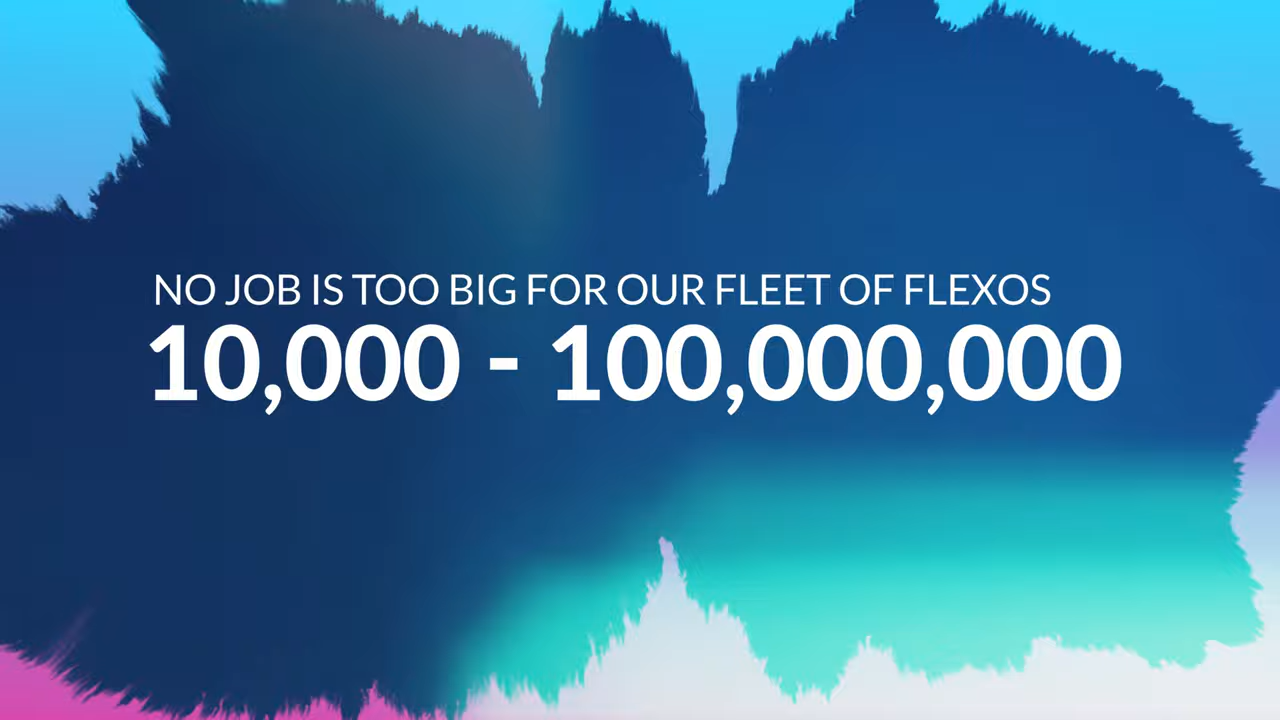 NO JOB IS TOO BIG FOR OUR FLEET OF FLEXOS
10,000 - 100,000,000